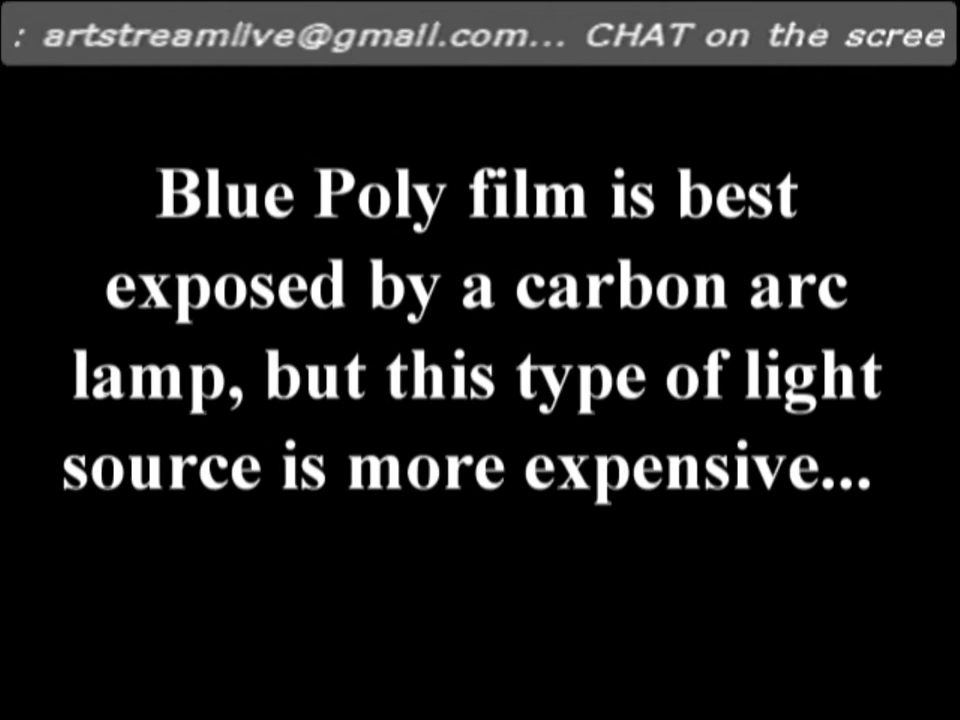 : artstreamlive@gmail.com... CHAT on the scree
Blue Poly film is best
exposed by a carbon arc
lamp, but this type of light
source is more expensive...